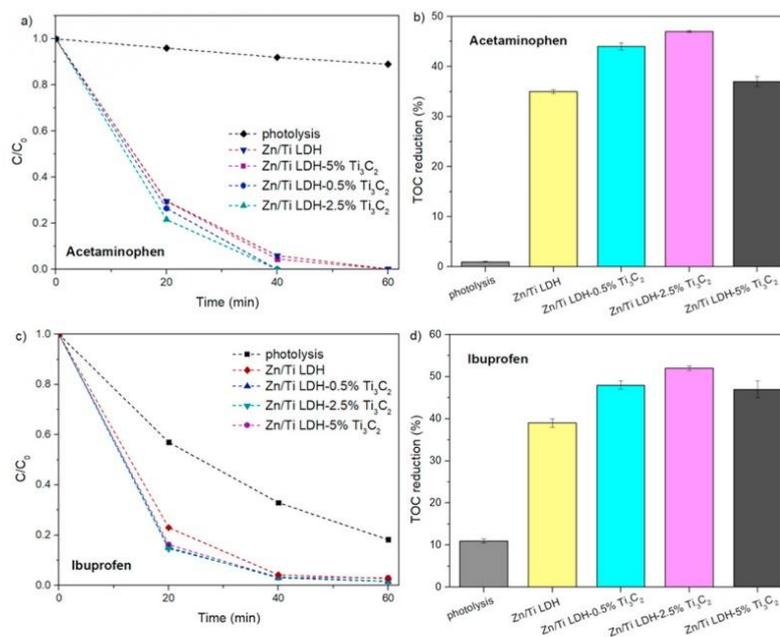 a)
1.0
0.8
0.6
0.4
0.2
0.0
C/C₀
photolysis
Zn/Ti LDH
Zn/Ti LDH-5% Ti₃C₂
Zn/Ti LDH-0.5% Ti₃C₂
Zn/Ti LDH-2.5% Ti₃C₂
Acetaminophen
0 20 40 60
Time (min)
b)
Acetaminophen
50
40
30
20
10
0
TOC reduction (%)
photolysis
Zn/Ti LDH
Zn/Ti LDH-0.5% Ti₃C₂
Zn/Ti LDH-2.5% Ti₃C₂
Zn/Ti LDH-5% Ti₃C₂
c)
1.0
0.8
0.6
0.4
0.2
0.0
C/C₀
photolysis
Zn/Ti LDH
Zn/Ti LDH-0.5% Ti₃C₂
Zn/Ti LDH-2.5% Ti₃C₂
Zn/Ti LDH-5% Ti₃C₂
Ibuprofen
0 20 40 60
Time (min)
d)
Ibuprofen
60
50
40
30
20
10
0
TOC reduction (%)
photolysis
Zn/Ti LDH
Zn/Ti LDH-0.5% Ti₃C₂
Zn/Ti LDH-2.5% Ti₃C₂
Zn/Ti LDH-5% Ti₃C₂